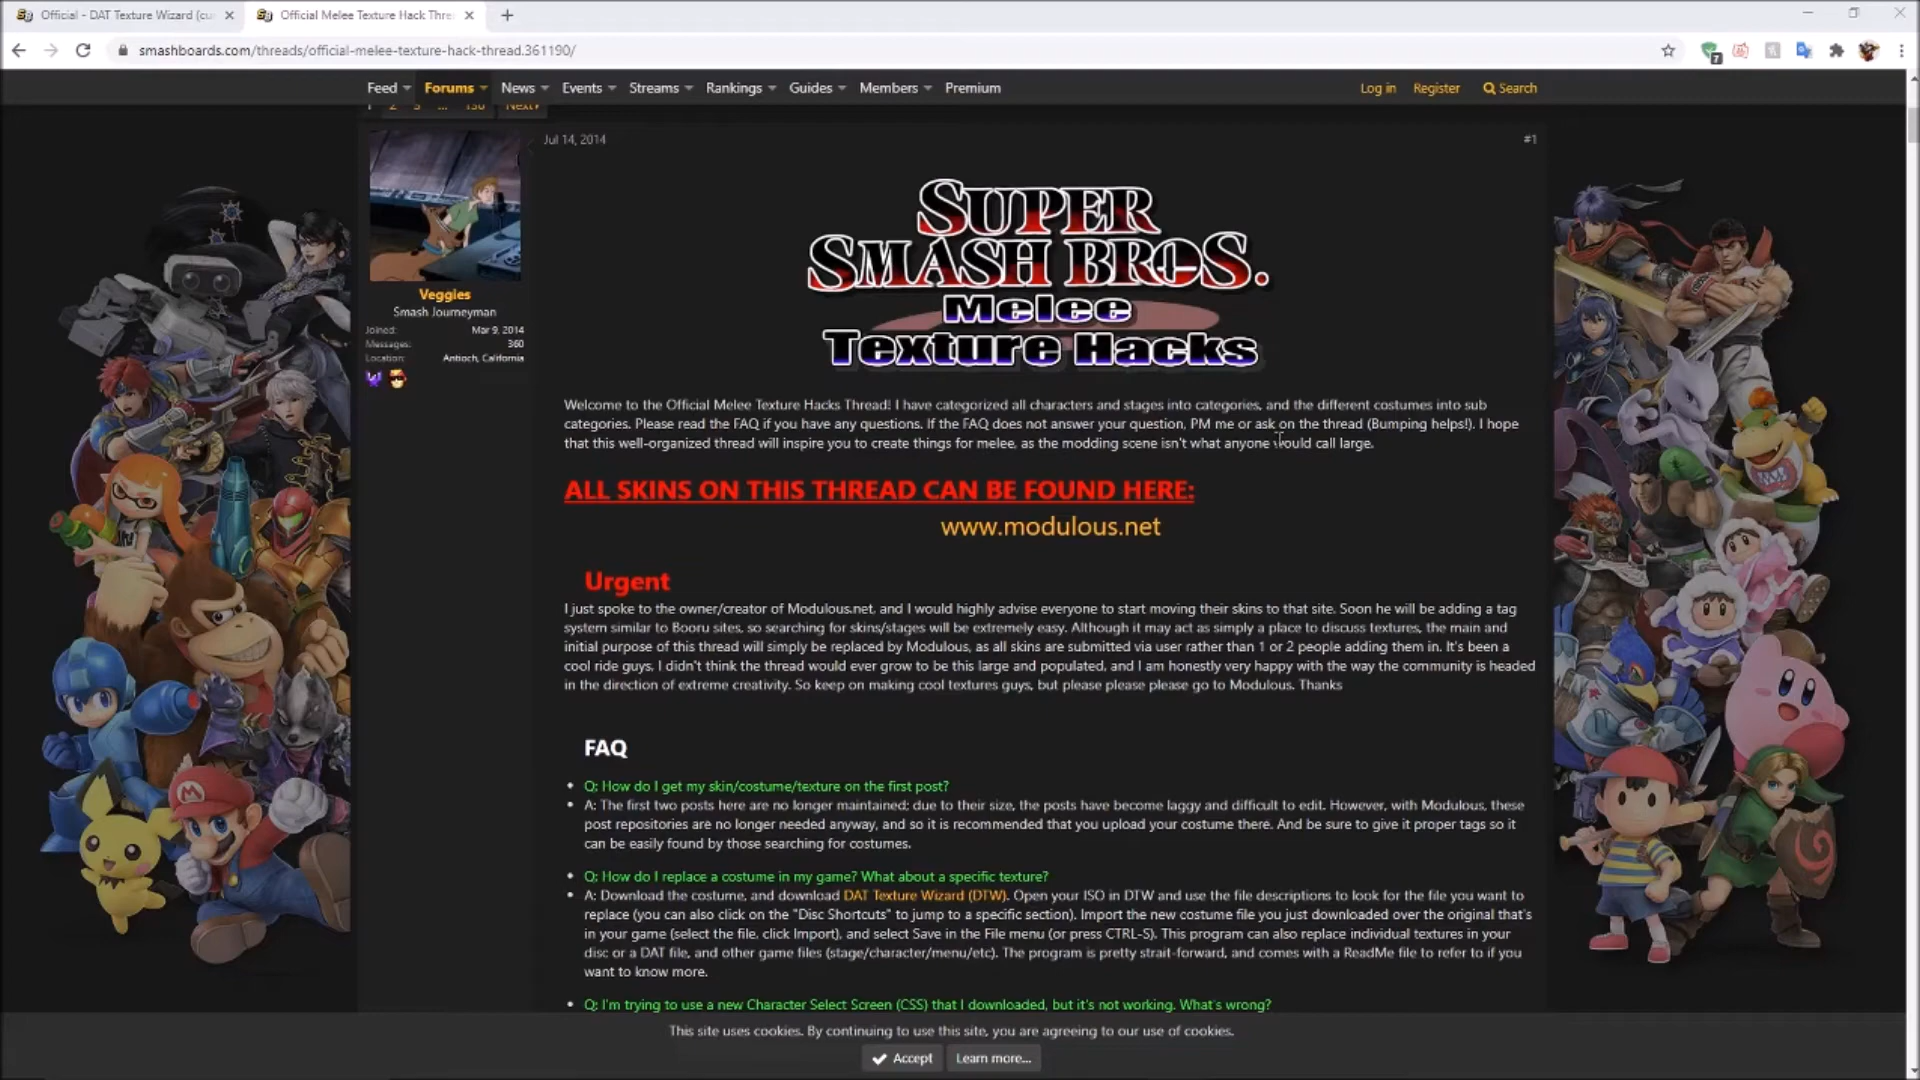 Official - DAT Texture Wizard (cu
Official Melee Texture Hack Thre
smashboards.com/threads/official-melee-texture-hack-thread.361190/
7
Feed Forums News Events Streams Rankings Guides Members Premium
Log in Register Search
2 3 ... 130 Next
Jul 14, 2014
#1
SUPER
SMASH BROS.
Melee
Texture Hacks
Veggies
Smash Journeyman
Joined: Mar 9, 2014
Messages: 360
Location: Antioch, California
Welcome to the Official Melee Texture Hacks Thread! I have categorized all characters and stages into categories, and the different costumes into sub
categories. Please read the FAQ if you have any questions. If the FAQ does not answer your question, PM me or ask on the thread (Bumping helps!). I hope
that this well-organized thread will inspire you to create things for melee, as the modding scene isn't what anyone would call large.
ALL SKINS ON THIS THREAD CAN BE FOUND HERE:
www.modulous.net
Urgent
I just spoke to the owner/creator of Modulous.net, and I would highly advise everyone to start moving their skins to that site. Soon he will be adding a tag
system similar to Booru sites, so searching for skins/stages will be extremely easy. Although it may act as simply a place to discuss textures, the main and
initial purpose of this thread will simply be replaced by Modulous, as all skins are submitted via user rather than 1 or 2 people adding them in. It's been a
cool ride guys, I didn't think the thread would ever grow to be this large and populated, and I am honestly very happy with the way the community is headed
in the direction of extreme creativity. So keep on making cool textures guys, but please please please go to Modulous. Thanks
FAQ
• Q: How do I get my skin/costume/texture on the first post?
• A: The first two posts here are no longer maintained; due to their size, the posts have become laggy and difficult to edit. However, with Modulous, these
post repositories are no longer needed anyway, and so it is recommended that you upload your costume there. And be sure to give it proper tags so it
can be easily found by those searching for costumes.
• Q: How do I replace a costume in my game? What about a specific texture?
• A: Download the costume, and download DAT Texture Wizard (DTW). Open your ISO in DTW and use the file descriptions to look for the file you want to
replace (you can also click on the "Disc Shortcuts" to jump to a specific section). Import the new costume file you just downloaded over the original that's
in your game (select the file, click Import), and select Save in the File menu (or press CTRL-S). This program can also replace individual textures in your
disc or a DAT file, and other game files (stage/character/menu/etc). The program is pretty strait-forward, and comes with a ReadMe file to refer to if you
want to know more.
• Q: I'm trying to use a new Character Select Screen (CSS) that I downloaded, but it's not working. What's wrong?
This site uses cookies. By continuing to use this site, you are agreeing to our use of cookies.
Accept Learn more...